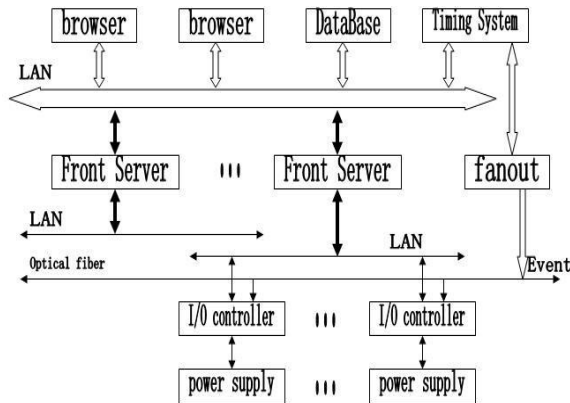 browser
browser
DataBase
Timing System
LAN
Front Server
Front Server
fanout
LAN
LAN
Optical fiber
Event
I/O controller
I/O controller
power supply
power supply